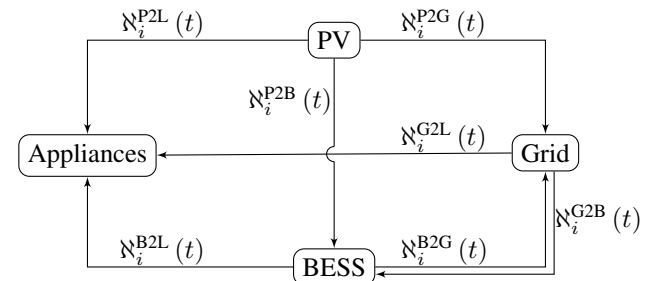 ℵ_i^{P2L}(t) PV ℵ_i^{P2G}(t)
ℵ_i^{P2B}(t)
ℵ_i^{G2L}(t)
Appliances Grid
ℵ_i^{G2B}(t)
ℵ_i^{B2L}(t) BESS ℵ_i^{B2G}(t)